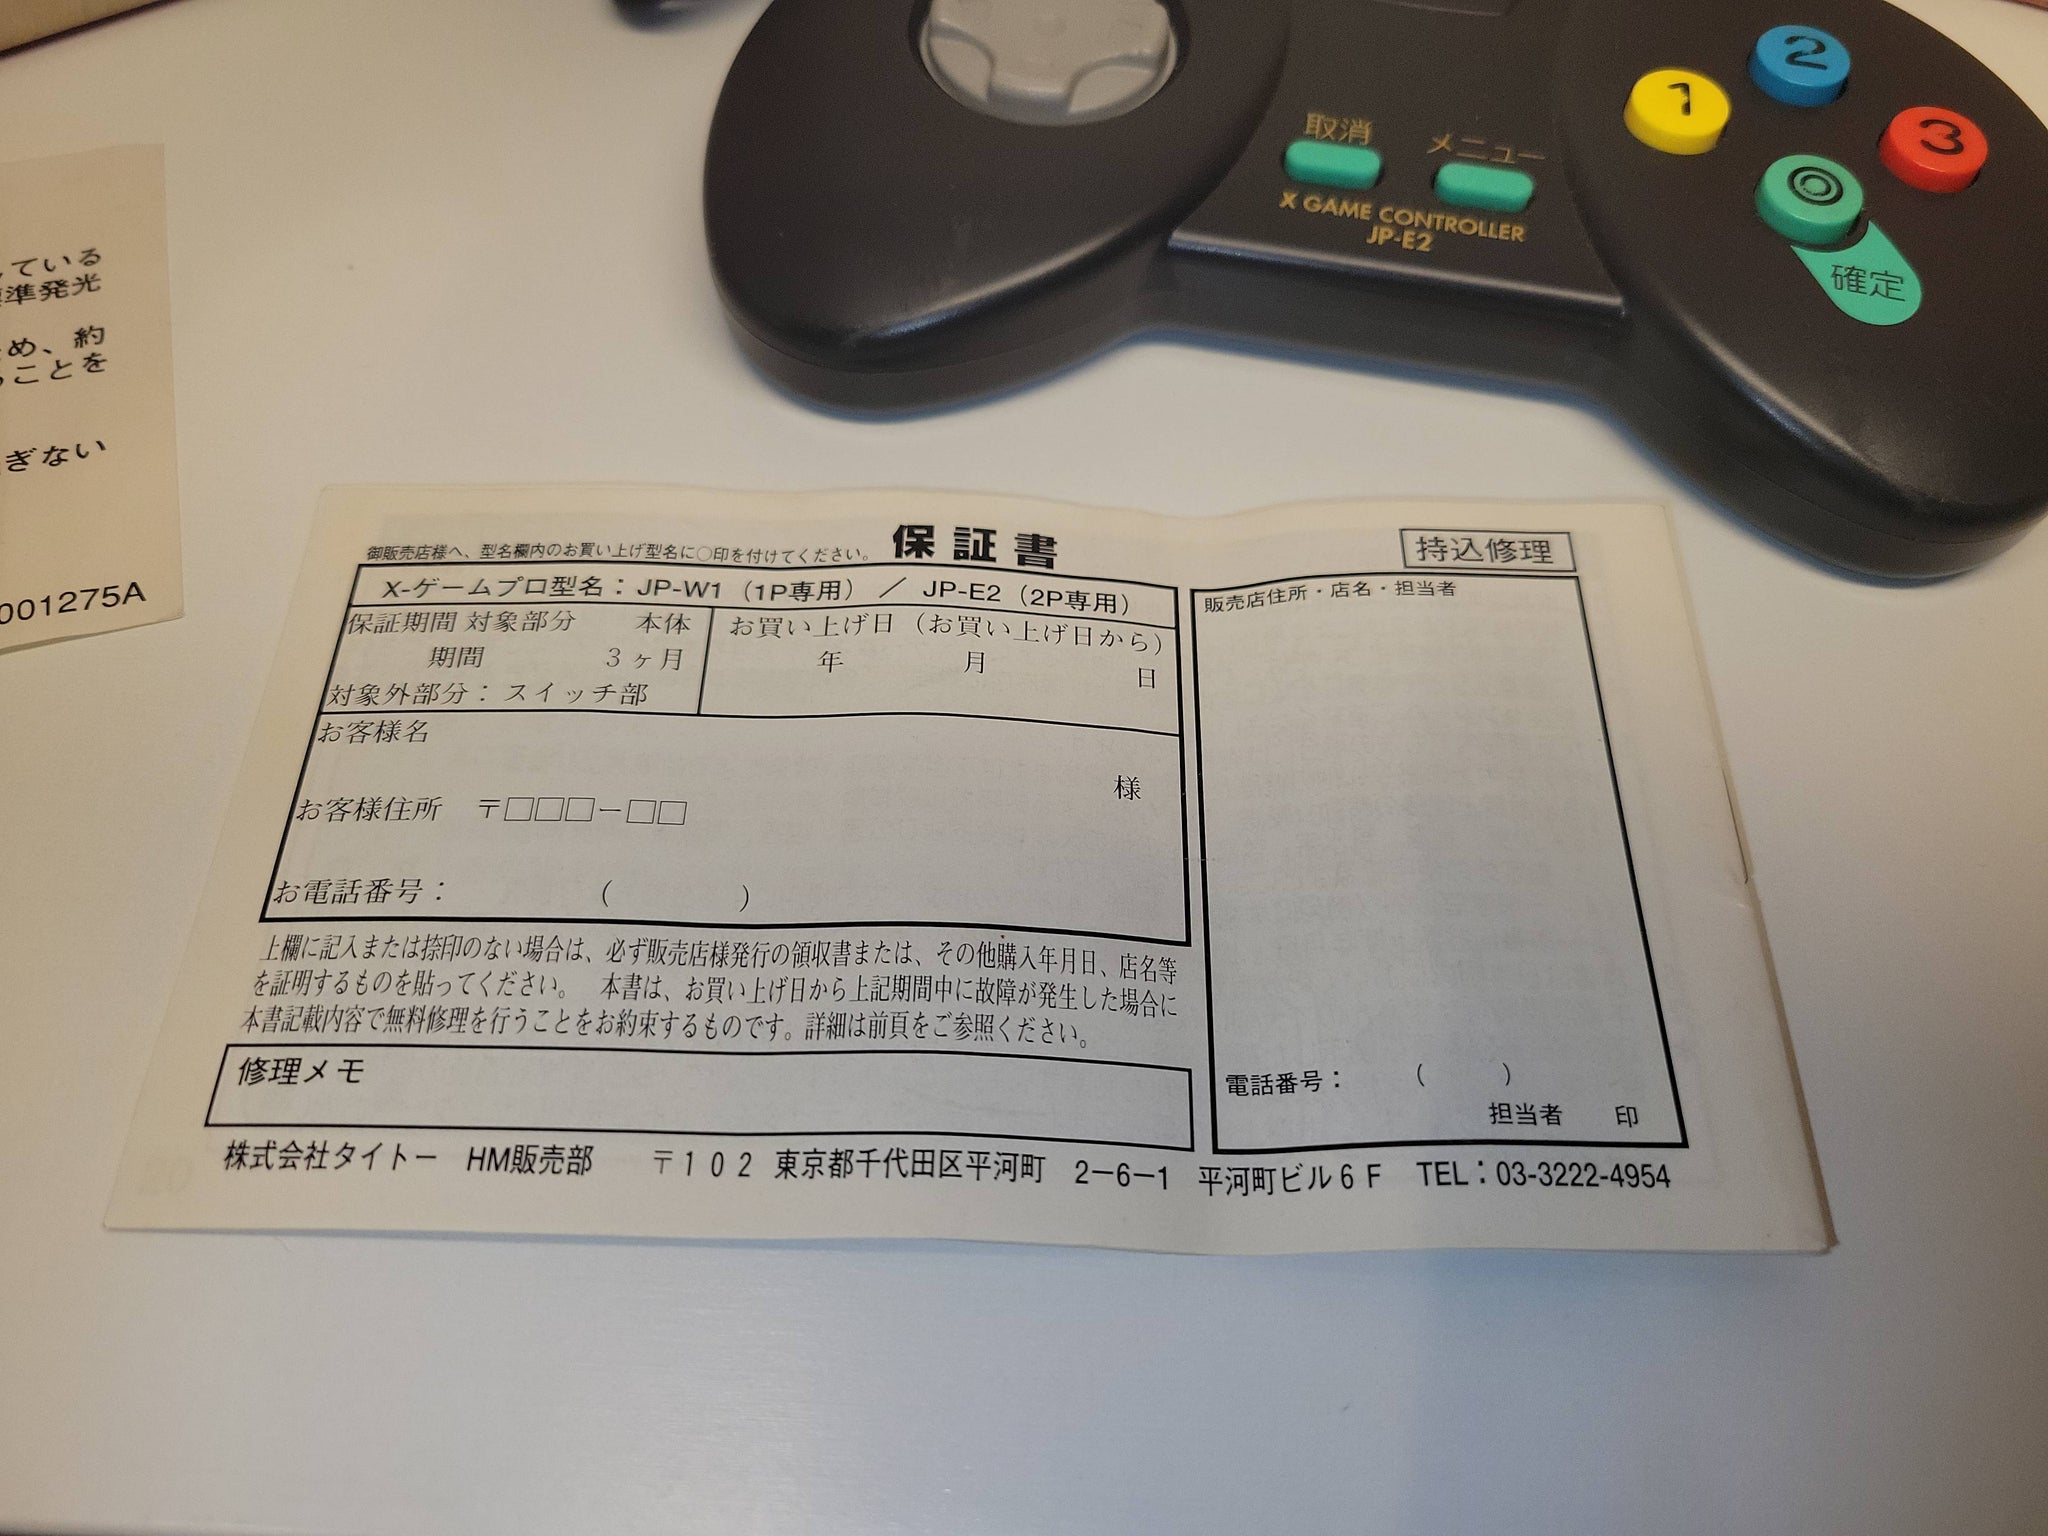 取消
メニュー
X GAME CONTROLLER
JP-E2
1
2
3
確定
ている
準発光
め、約
ことを
ぎない
001275A
御販売店様へ、型名欄内のお買い上げ型名に○印を付けてください。
保証書
持込修理
X-ゲームプロ型名：JP-W1（1P専用） ／ JP-E2（2P専用）
保証期間 対象部分 本体
期間 3ヶ月
対象外部分：スイッチ部
お買い上げ日（お買い上げ日から）
年 月 日
お客様名
様
お客様住所 〒□□□－□□
お電話番号： （ ）
販売店住所・店名・担当者
電話番号： （ ）
担当者 印
上欄に記入または捺印のない場合は、必ず販売店様発行の領収書または、その他購入年月日、店名等
を証明するものを貼ってください。 本書は、お買い上げ日から上記期間中に故障が発生した場合に
本書記載内容で無料修理を行うことをお約束するものです。詳細は前頁をご参照ください。
修理メモ
株式会社タイトー HM販売部 〒102 東京都千代田区平河町 2－6－1 平河町ビル6F TEL：03-3222-4954